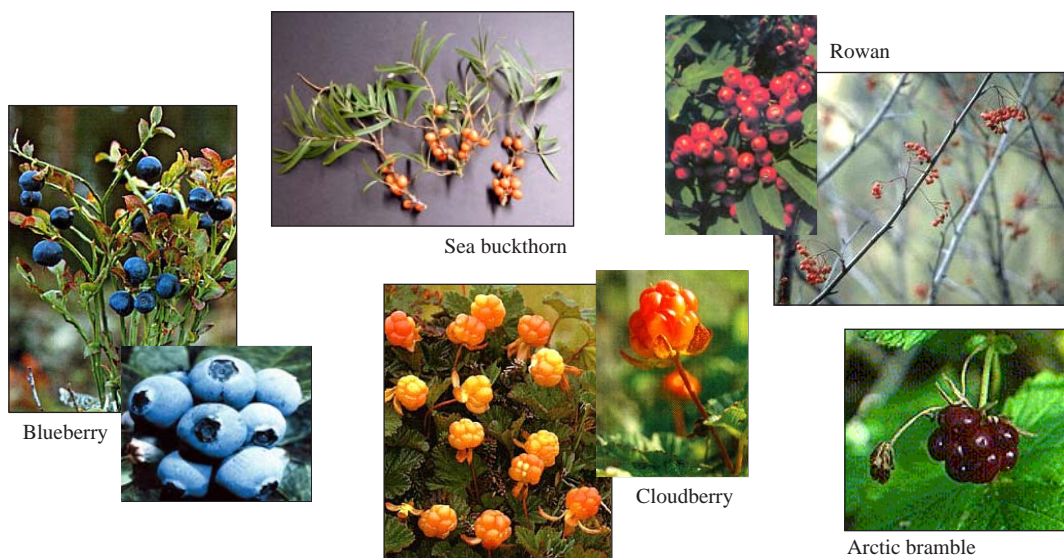 Rowan
Sea buckthorn
Blueberry
Cloudberry
Arctic bramble